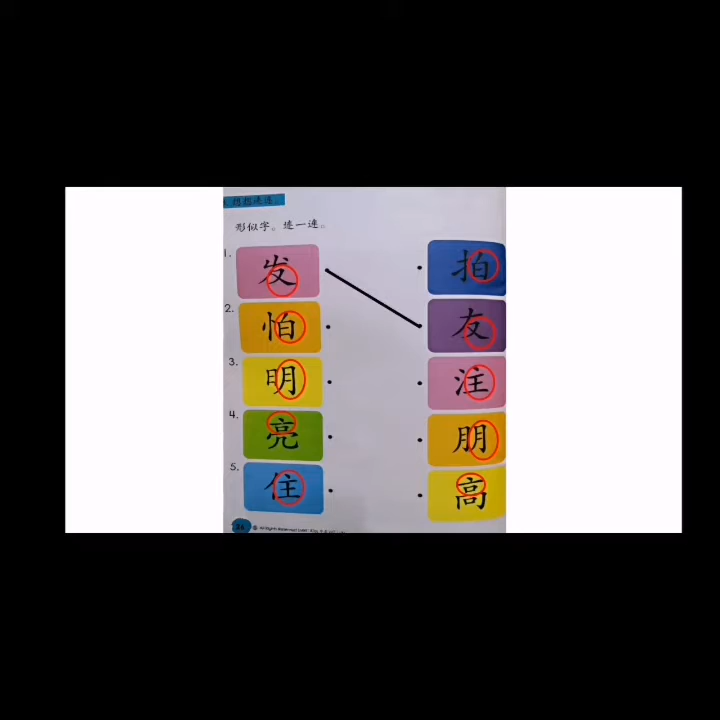 形似字。连一连。
1. 发 拍
2. 怕 友
3. 明 注
4. 亮 朋
5. 住 高
24